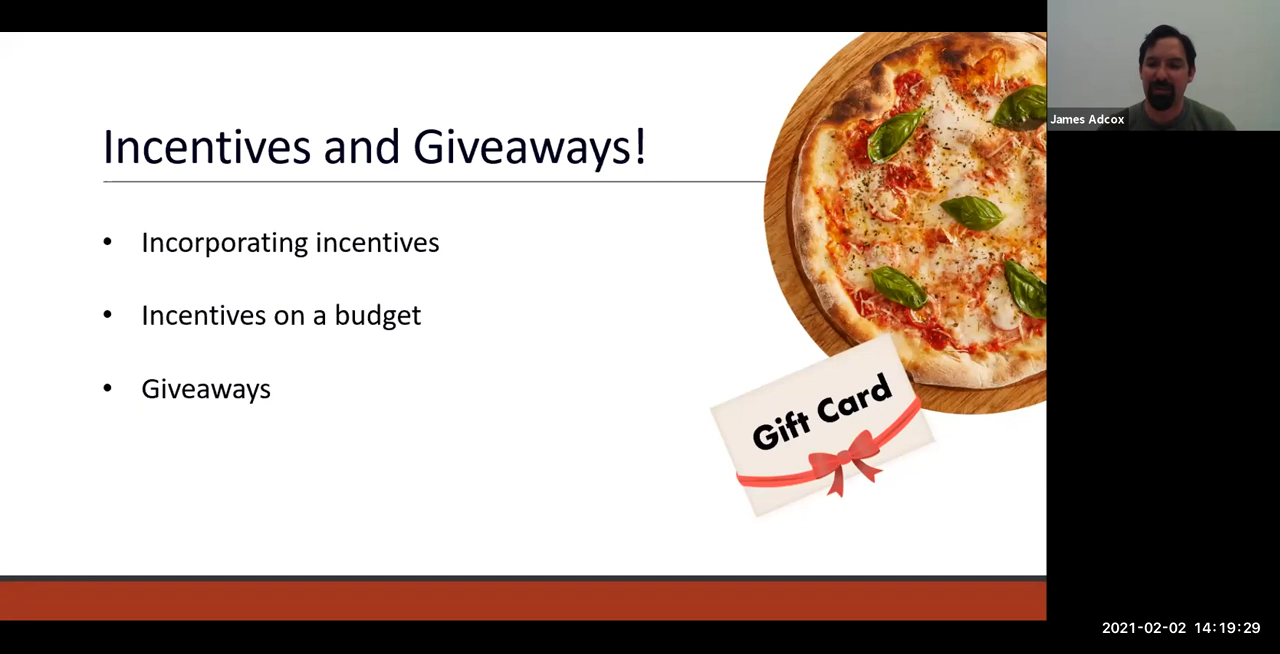 Incentives and Giveaways!
• Incorporating incentives
• Incentives on a budget
• Giveaways
Gift Card
James Adcox
2021-02-02 14:19:29